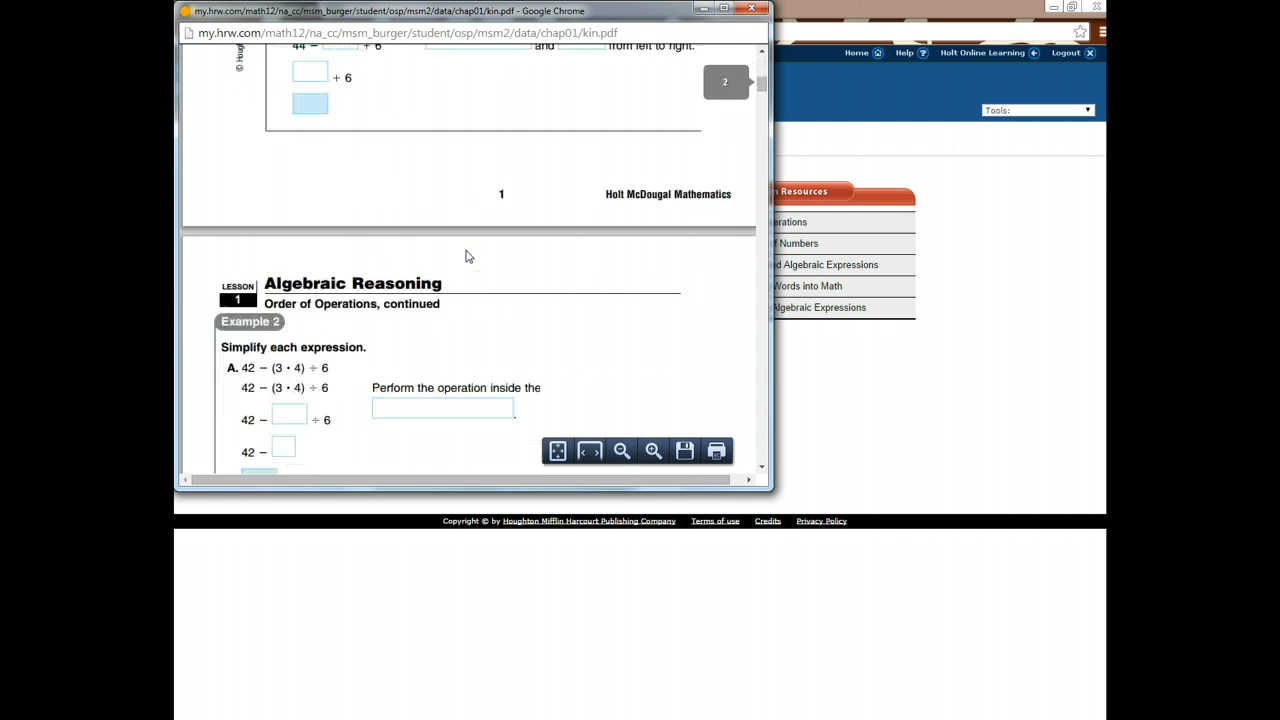 my.hrw.com/math12/na_cc/msm_burger/student/osp/msm2/data/chap01/kin.pdf - Google Chrome
my.hrw.com/math12/na_cc/msm_burger/student/osp/msm2/data/chap01/kin.pdf
Home Help Holt Online Learning Logout
Tools:
© Hough
44 − + 6 and from left to right.
+ 6
2
1 Holt McDougal Mathematics
n Resources
erations
f Numbers
d Algebraic Expressions
Words into Math
Algebraic Expressions
LESSON 1
Algebraic Reasoning
Order of Operations, continued
Example 2
Simplify each expression.
A. 42 − (3 • 4) ÷ 6
42 − (3 • 4) ÷ 6 Perform the operation inside the
42 − ÷ 6 .
42 −
Copyright © by Houghton Mifflin Harcourt Publishing Company Terms of use Credits Privacy Policy